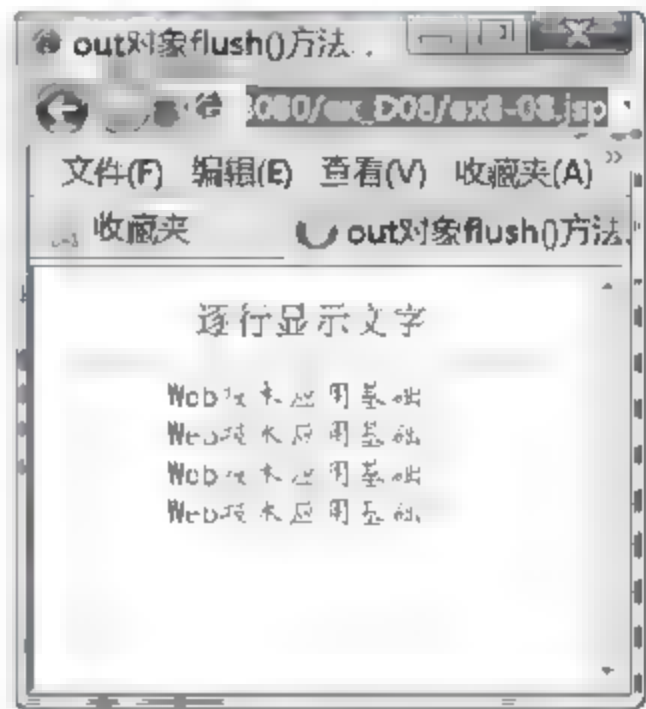 out对象flush()方法..
8080/ex_D08/ex8-08.jsp
文件(F) 编辑(E) 查看(V) 收藏夹(A) »
收藏夹 out对象flush()方法.
逐行显示文字
Web技术应用基础
Web技术应用基础
Web技术应用基础
Web技术应用基础